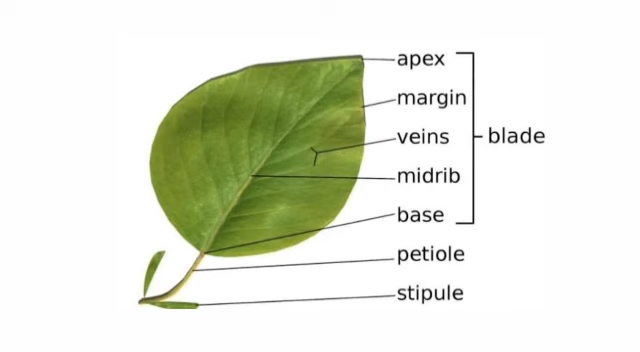 apex
margin
veins
blade
midrib
base
petiole
stipule